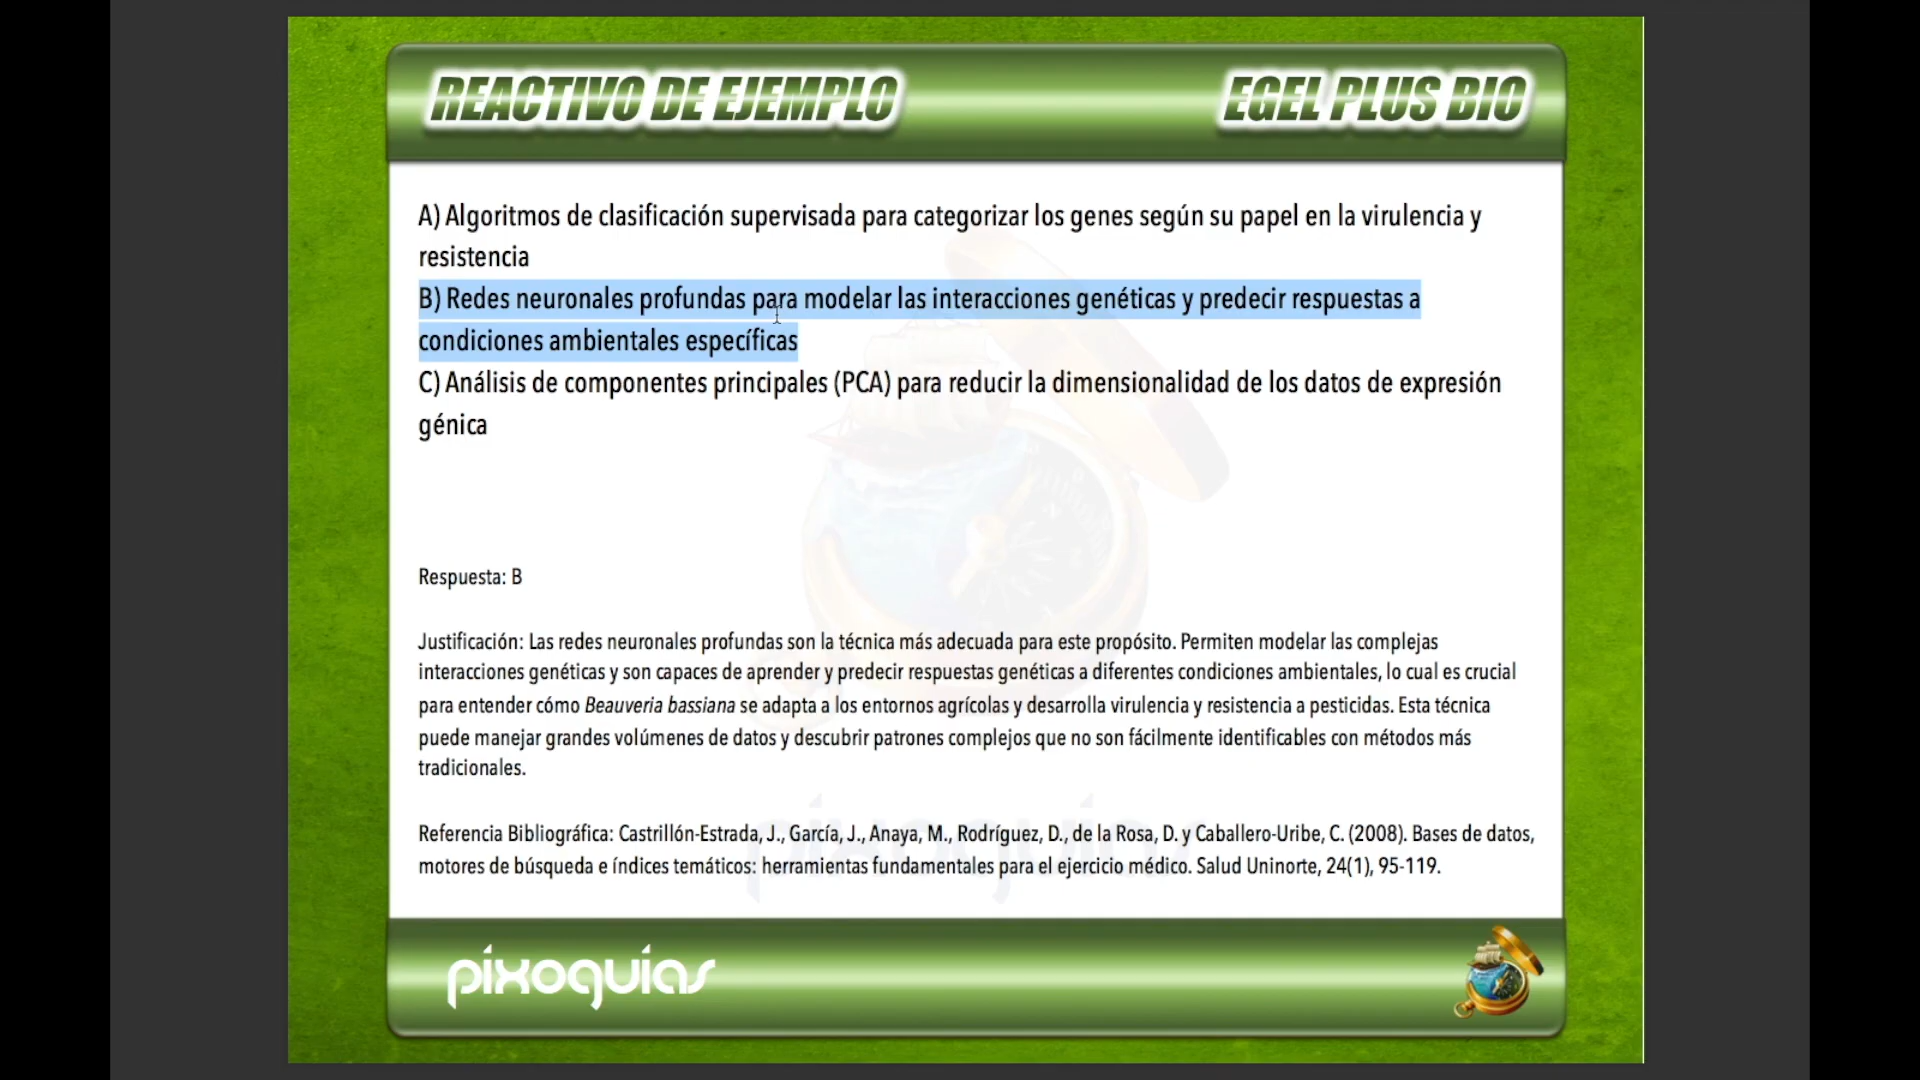 REACTIVO DE EJEMPLO
EGEL PLUS BIO
A) Algoritmos de clasificación supervisada para categorizar los genes según su papel en la virulencia y
resistencia
B) Redes neuronales profundas para modelar las interacciones genéticas y predecir respuestas a
condiciones ambientales específicas
C) Análisis de componentes principales (PCA) para reducir la dimensionalidad de los datos de expresión
génica
Respuesta: B
Justificación: Las redes neuronales profundas son la técnica más adecuada para este propósito. Permiten modelar las complejas
interacciones genéticas y son capaces de aprender y predecir respuestas genéticas a diferentes condiciones ambientales, lo cual es crucial
para entender cómo Beauveria bassiana se adapta a los entornos agrícolas y desarrolla virulencia y resistencia a pesticidas. Esta técnica
puede manejar grandes volúmenes de datos y descubrir patrones complejos que no son fácilmente identificables con métodos más
tradicionales.
Referencia Bibliográfica: Castrillón-Estrada, J., García, J., Anaya, M., Rodríguez, D., de la Rosa, D. y Caballero-Uribe, C. (2008). Bases de datos,
motores de búsqueda e índices temáticos: herramientas fundamentales para el ejercicio médico. Salud Uninorte, 24(1), 95-119.
pixoguías
pixoguías